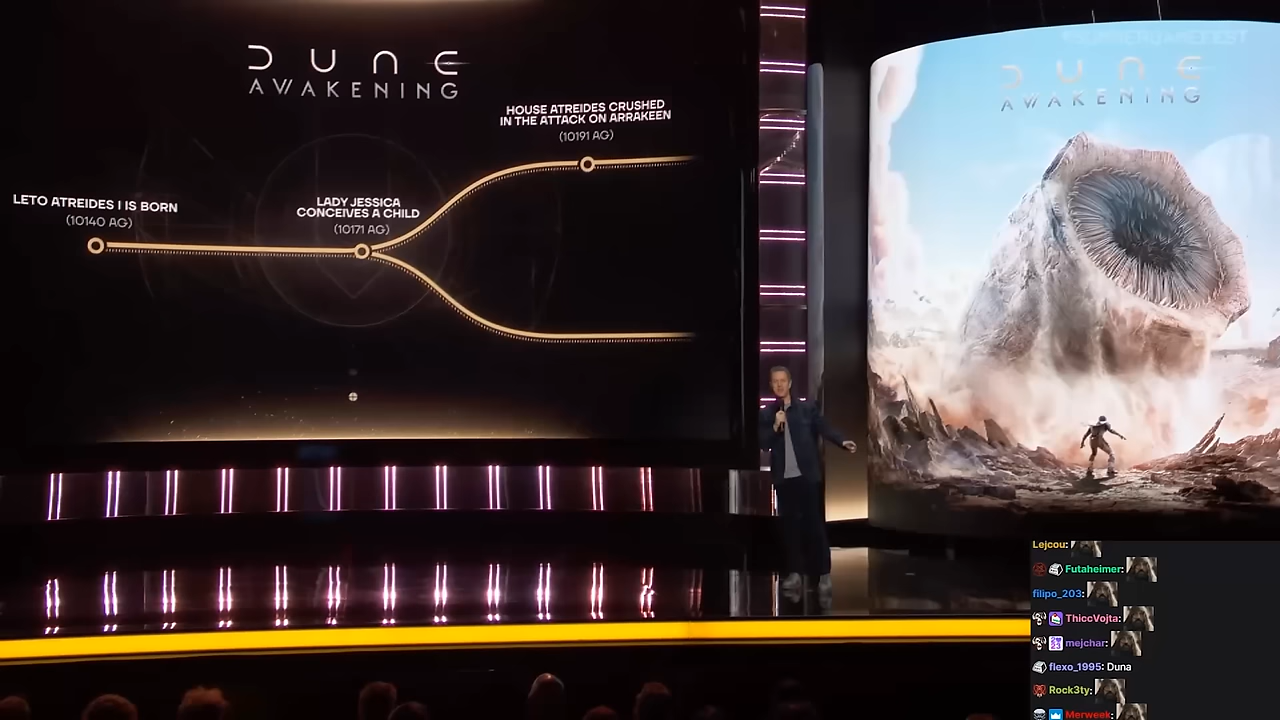 DUNE
AWAKENING
HOUSE ATREIDES CRUSHED
IN THE ATTACK ON ARRAKEEN
(10191 AG)
LETO ATREIDES I IS BORN
(10140 AG)
LADY JESSICA
CONCEIVES A CHILD
(10171 AG)
DUNE
AWAKENING
Lejcou:
Futaheimer:
filipo_203:
ThiccVojta:
mejchar:
flexo_1995: Duna
Rock3ty:
Merweek: